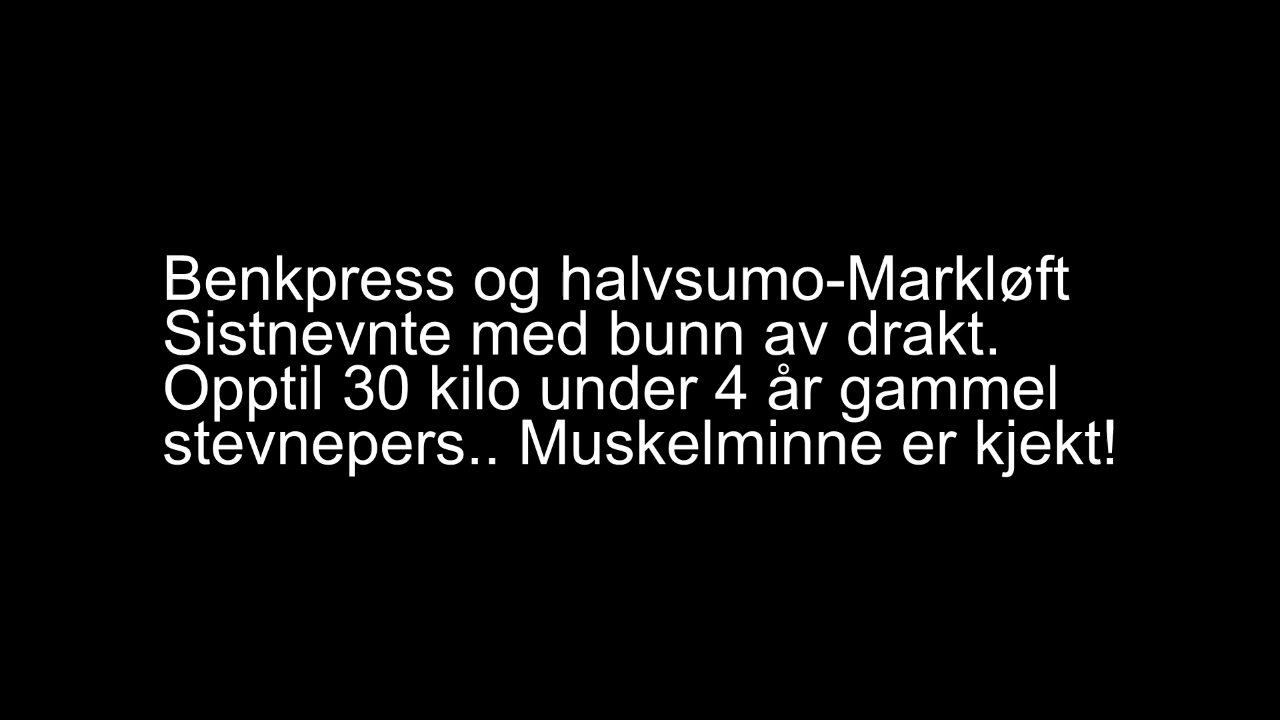 Benkpress og halvsumo-Markløft
Sistnevnte med bunn av drakt.
Opptil 30 kilo under 4 år gammel
stevnepers.. Muskelminne er kjekt!